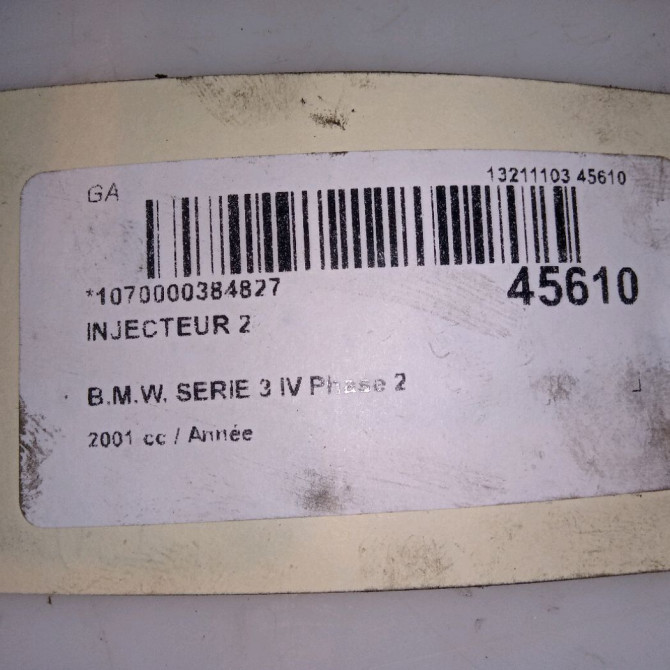 GA
13211103 45610
*1070000384827
45610
INJECTEUR 2
B.M.W. SERIE 3 IV Phase 2
2001 cc / Année